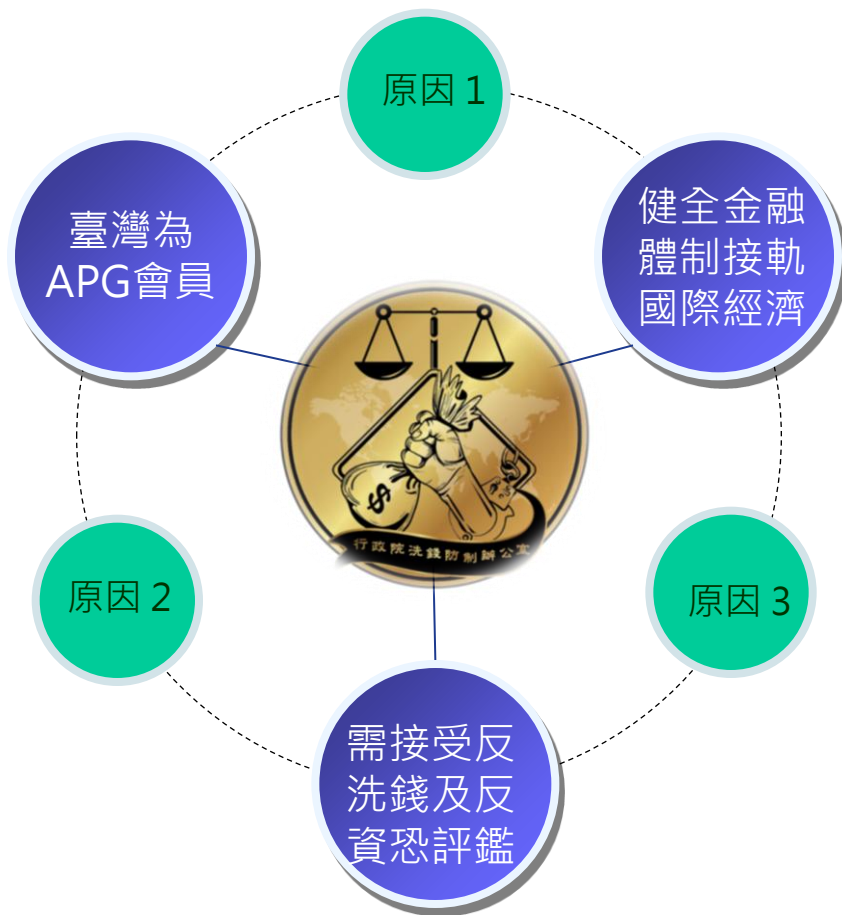 原因 1
臺灣為
APG會員
健全金融
體制接軌
國際經濟
$
行政院洗錢防制辦公室
原因 2
原因 3
需接受反
洗錢及反
資恐評鑑